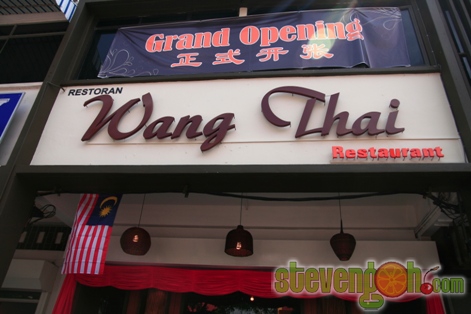 Grand Opening
正式开张
RESTORAN
Wang Thai
Restaurant
stevengoh.com